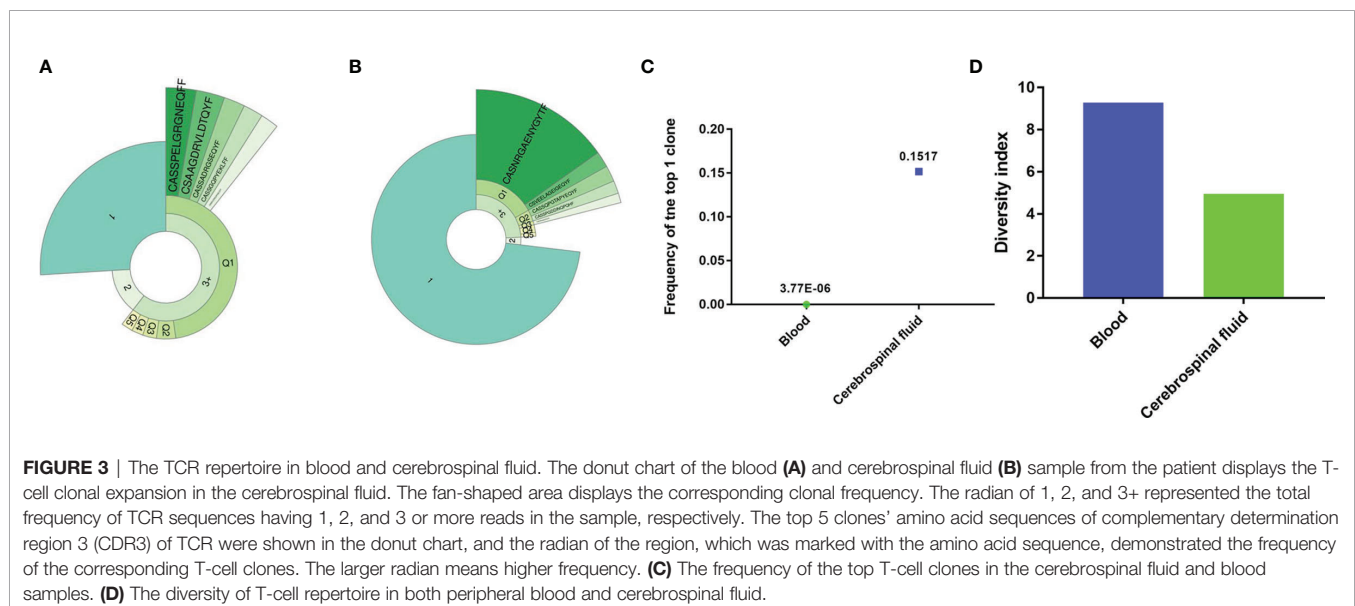 A
CASSPELGRGNEQFF
CSAAGDRVLDTQYF
CASSADRGSEQYF
1
Q1
3+
2
Q2
Q3
Q4
Q5
B
CASNRGAENYGYTF
Q1
3+
2
1
C
Frequency of the top 1 clone
0.20
0.15
0.10
0.05
0.00
3.77E-06
0.1517
Blood
Cerebrospinal fluid
D
Diversity index
10
8
6
4
2
0
Blood
Cerebrospinal fluid
FIGURE 3 | The TCR repertoire in blood and cerebrospinal fluid. The donut chart of the blood (A) and cerebrospinal fluid (B) sample from the patient displays the T-
cell clonal expansion in the cerebrospinal fluid. The fan-shaped area displays the corresponding clonal frequency. The radian of 1, 2, and 3+ represented the total
frequency of TCR sequences having 1, 2, and 3 or more reads in the sample, respectively. The top 5 clones’ amino acid sequences of complementary determination
region 3 (CDR3) of TCR were shown in the donut chart, and the radian of the region, which was marked with the amino acid sequence, demonstrated the frequency
of the corresponding T-cell clones. The larger radian means higher frequency. (C) The frequency of the top T-cell clones in the cerebrospinal fluid and blood
samples. (D) The diversity of T-cell repertoire in both peripheral blood and cerebrospinal fluid.